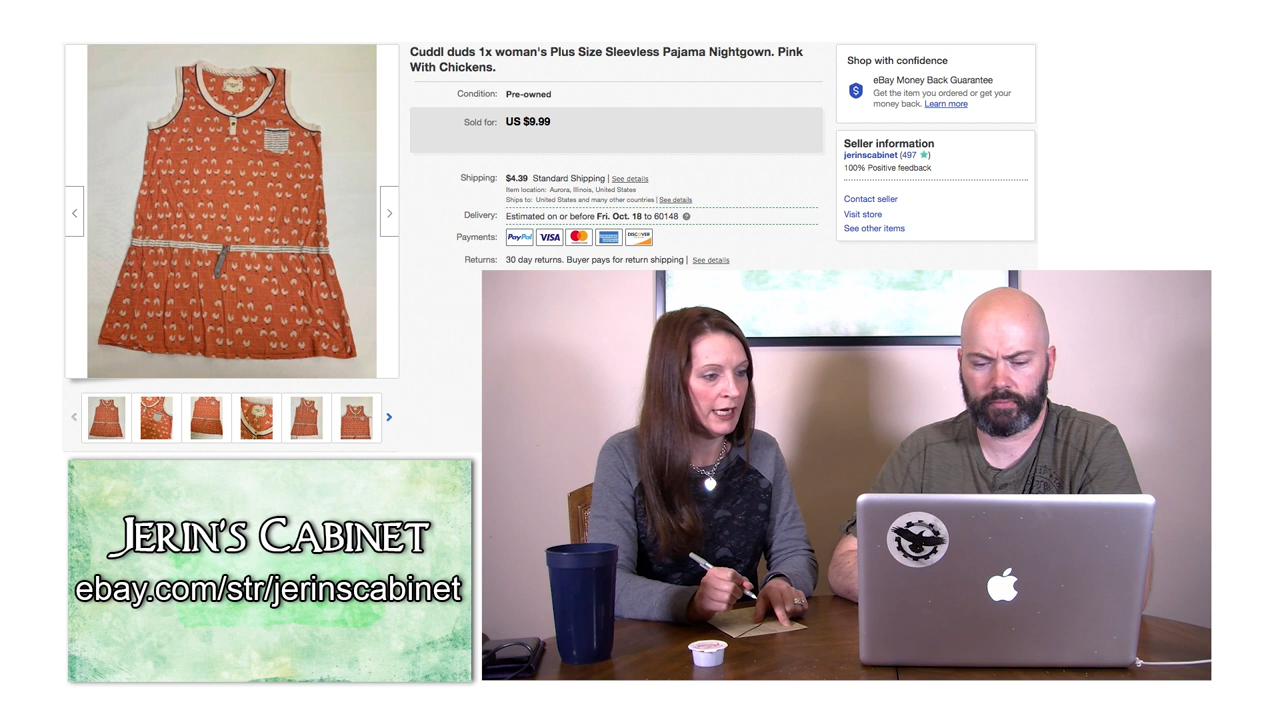 CuddI duds 1x woman's Plus Size Sleevless Pajama Nightgown. Pink
With Chickens.
Condition: Pre-owned
Sold for: US $9.99
Shipping: $4.39 Standard Shipping | See details
Item location: Aurora, Illinois, United States
Ships to: United States and many other countries | See details
Delivery: Estimated on or before Fri. Oct. 18 to 60148
Payments: PayPal VISA MasterCard DISCOVER
Returns: 30 day returns. Buyer pays for return shipping | See details
Shop with confidence
eBay Money Back Guarantee
Get the item you ordered or get your
money back. Learn more
Seller information
jerinscabinet (497)
100% Positive feedback
Contact seller
Visit store
See other items
Jerin's Cabinet
ebay.com/str/jerinscabinet